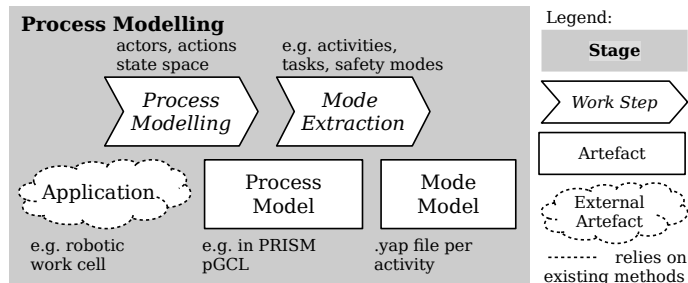 Process Modelling
actors, actions
state space
e.g. activities,
tasks, safety modes
Process
Modelling
Mode
Extraction
Application
Process
Model
Mode
Model
e.g. robotic
work cell
e.g. in PRISM
pGCL
.yap file per
activity
Legend:
Stage
Work Step
Artefact
External
Artefact
relies on
existing methods